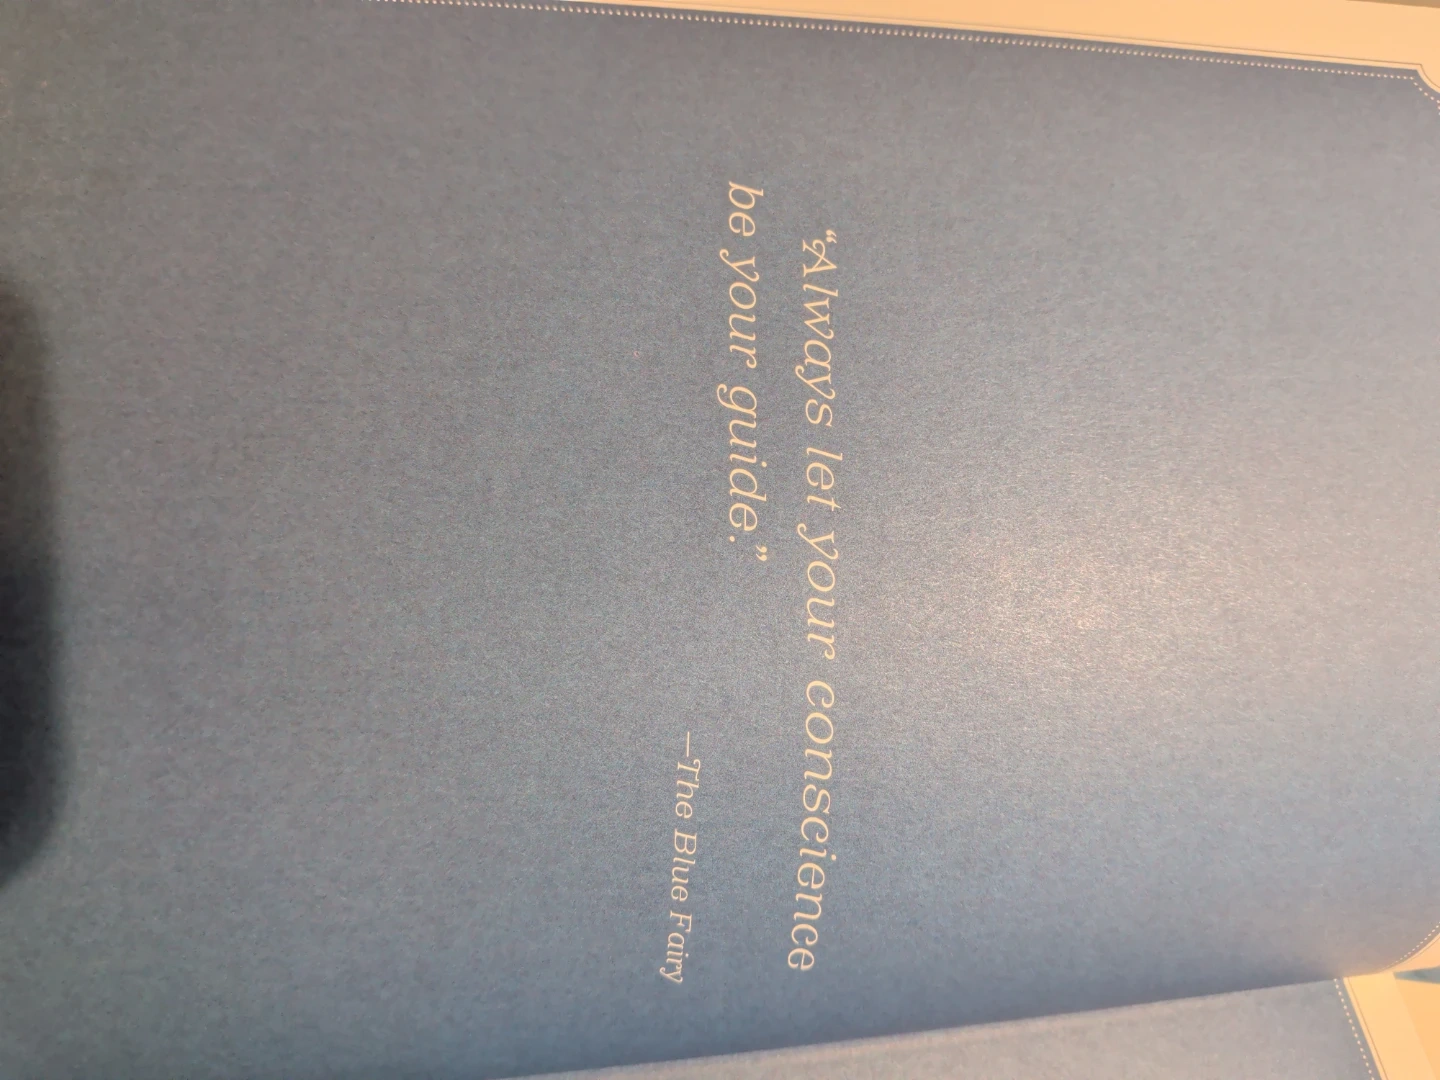 “Always let your conscience
be your guide.”
—The Blue Fairy